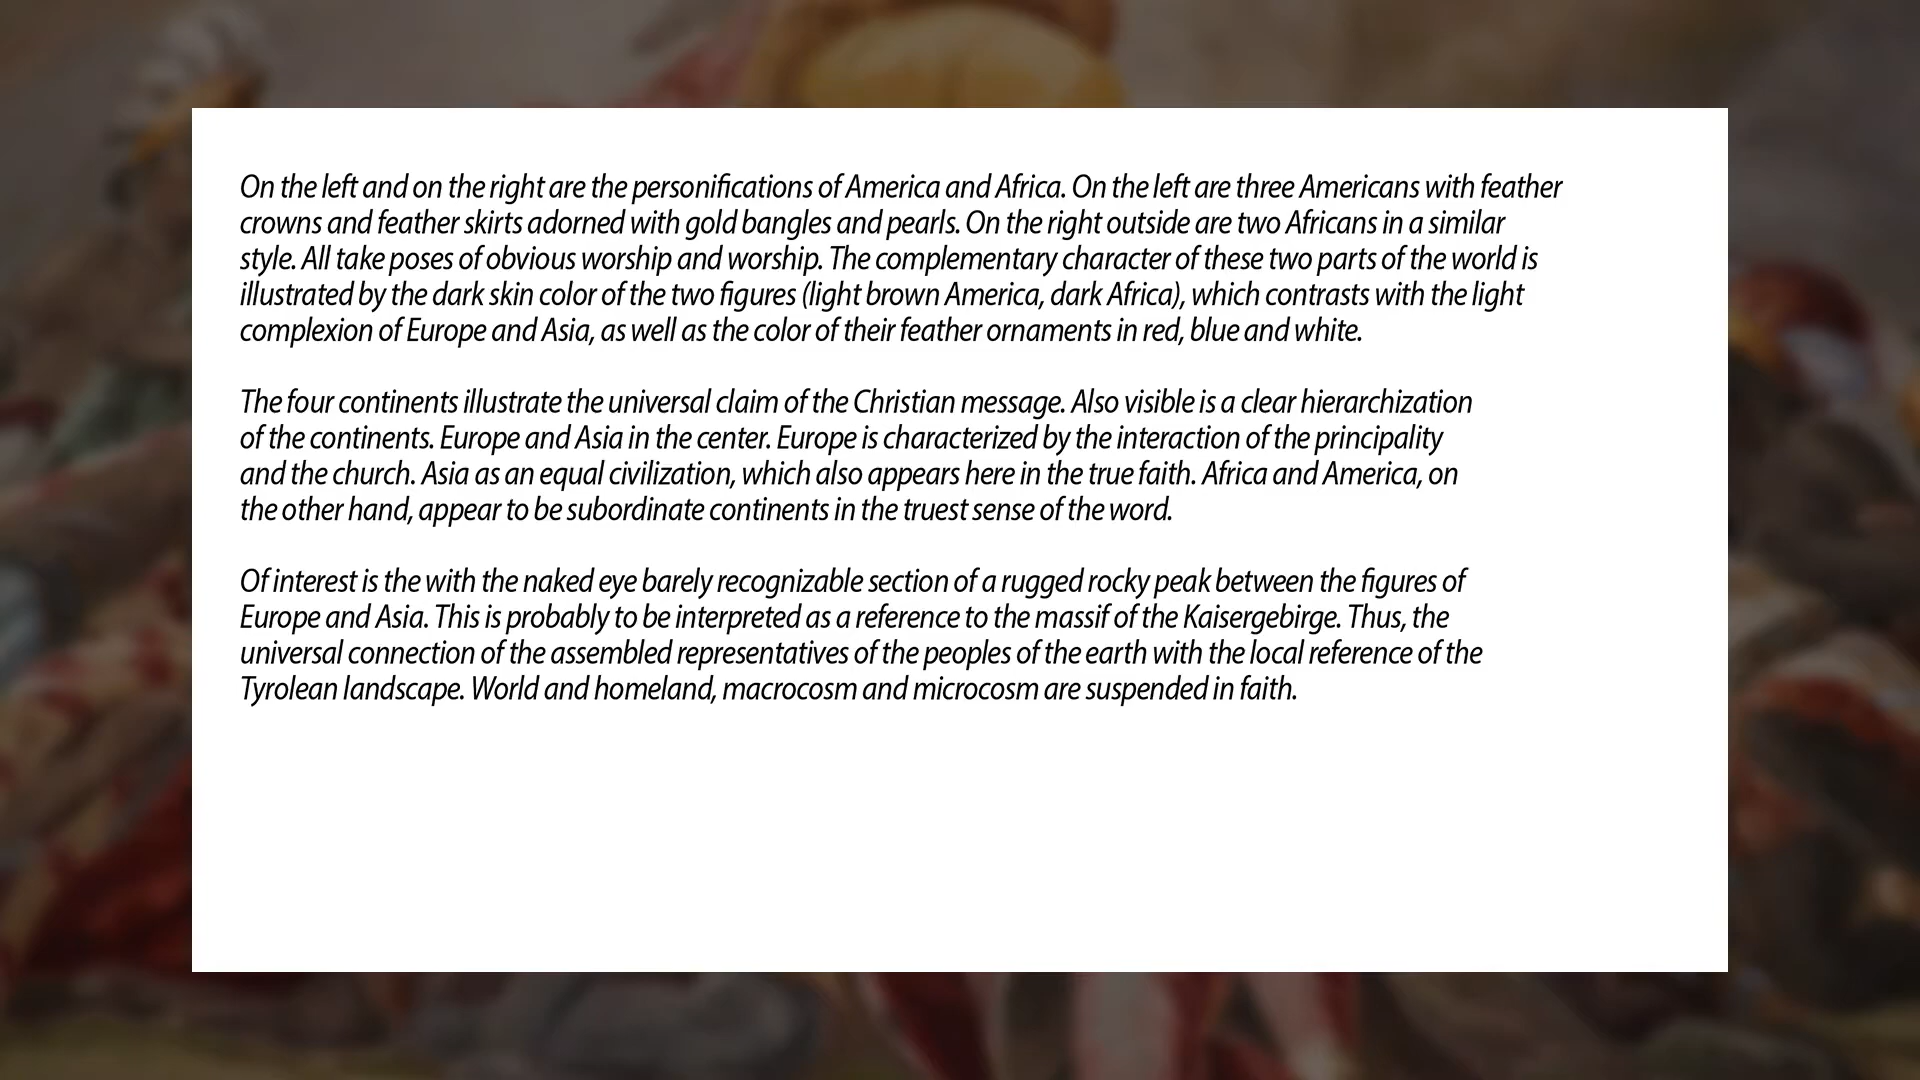 On the left and on the right are the personifications of America and Africa. On the left are three Americans with feather
crowns and feather skirts adorned with gold bangles and pearls. On the right outside are two Africans in a similar
style. All take poses of obvious worship and worship. The complementary character of these two parts of the world is
illustrated by the dark skin color of the two figures (light brown America, dark Africa), which contrasts with the light
complexion of Europe and Asia, as well as the color of their feather ornaments in red, blue and white.

The four continents illustrate the universal claim of the Christian message. Also visible is a clear hierarchization
of the continents. Europe and Asia in the center. Europe is characterized by the interaction of the principality
and the church. Asia as an equal civilization, which also appears here in the true faith. Africa and America, on
the other hand, appear to be subordinate continents in the truest sense of the word.

Of interest is the with the naked eye barely recognizable section of a rugged rocky peak between the figures of
Europe and Asia. This is probably to be interpreted as a reference to the massif of the Kaisergebirge. Thus, the
universal connection of the assembled representatives of the peoples of the earth with the local reference of the
Tyrolean landscape. World and homeland, macrocosm and microcosm are suspended in faith.